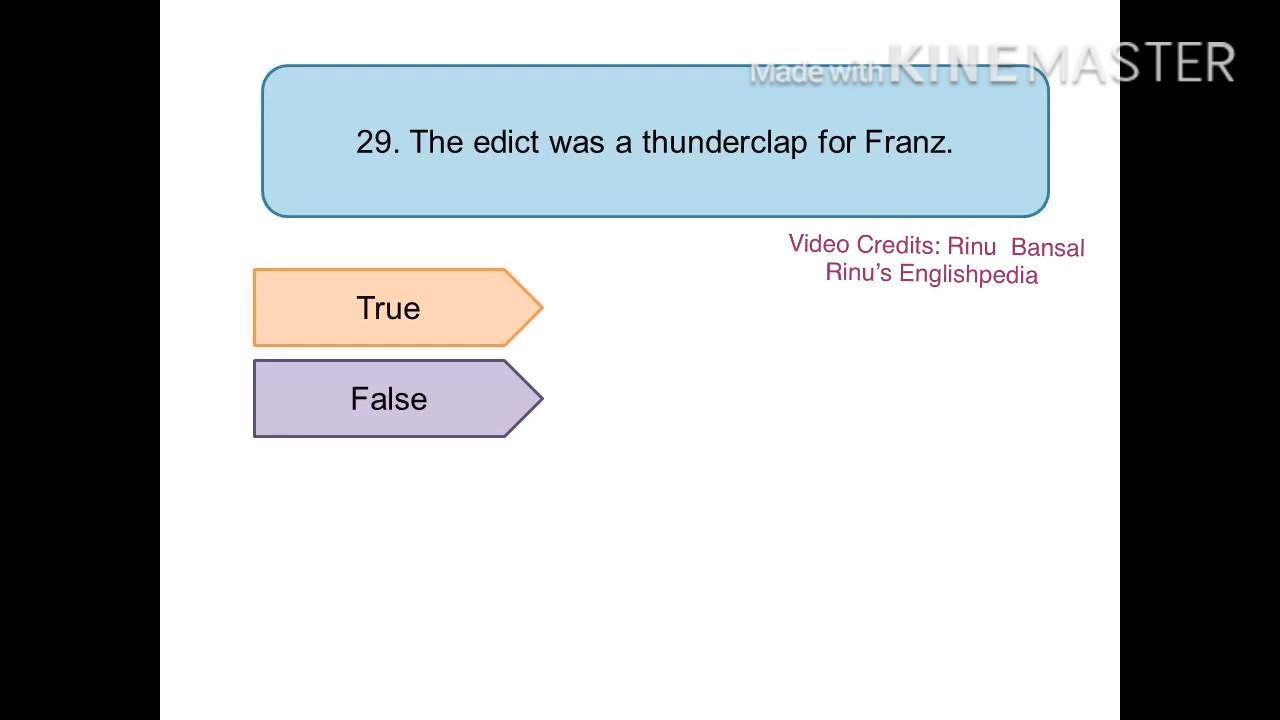 Made with KINEMASTER
29. The edict was a thunderclap for Franz.
Video Credits: Rinu Bansal
Rinu’s Englishpedia
True
False